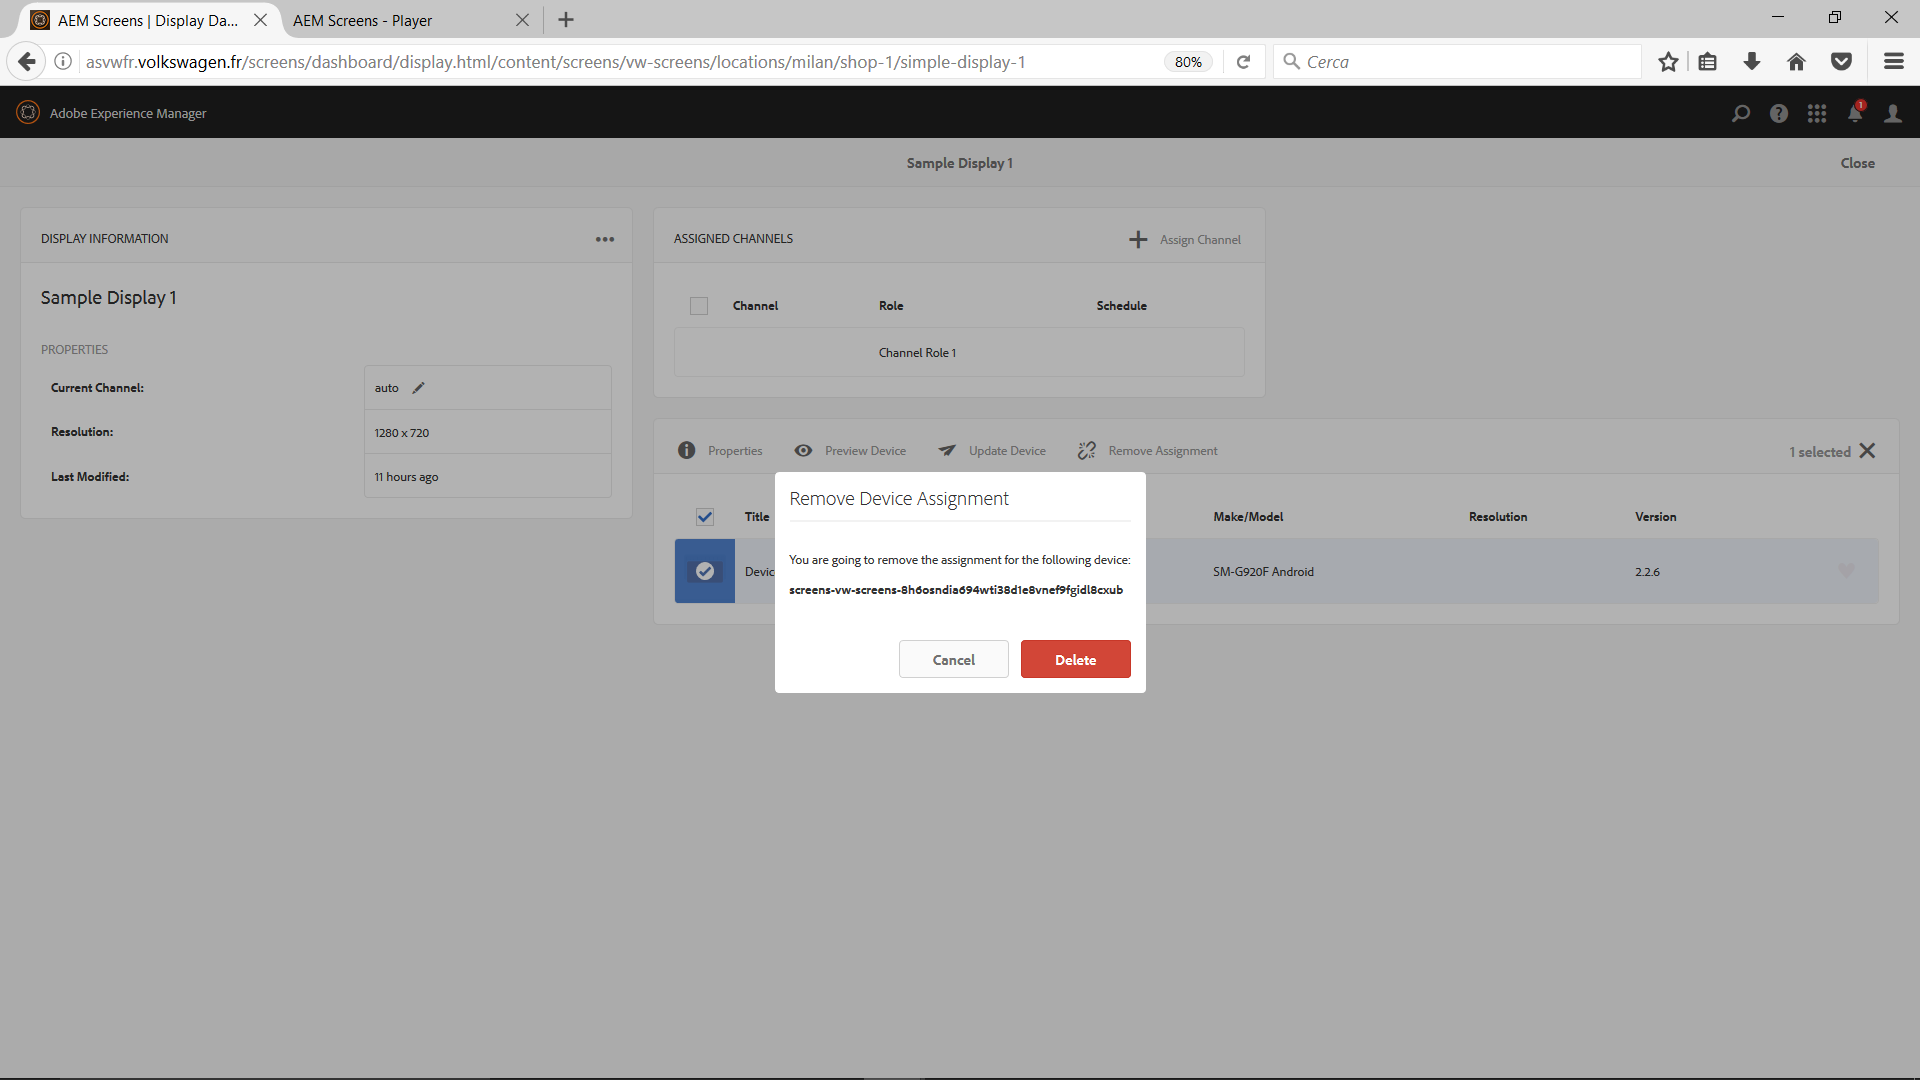 AEM Screens | Display Da...
AEM Screens - Player
asvwfr.volkswagen.fr/screens/dashboard/display.html/content/screens/vw-screens/locations/milan/shop-1/simple-display-1
80%
Cerca
Adobe Experience Manager
1
Sample Display 1
Close
DISPLAY INFORMATION
Sample Display 1
PROPERTIES
Current Channel:
auto
Resolution:
1280 x 720
Last Modified:
11 hours ago
ASSIGNED CHANNELS
Assign Channel
Channel Role Schedule
Channel Role 1
Properties
Preview Device
Update Device
Remove Assignment
1 selected
Title Make/Model Resolution Version
Devic SM-G920F Android 2.2.6
Remove Device Assignment
You are going to remove the assignment for the following device:
screens-vw-screens-8h6osndia694wti38d1e8vnef9fgidl8cxub
Cancel
Delete